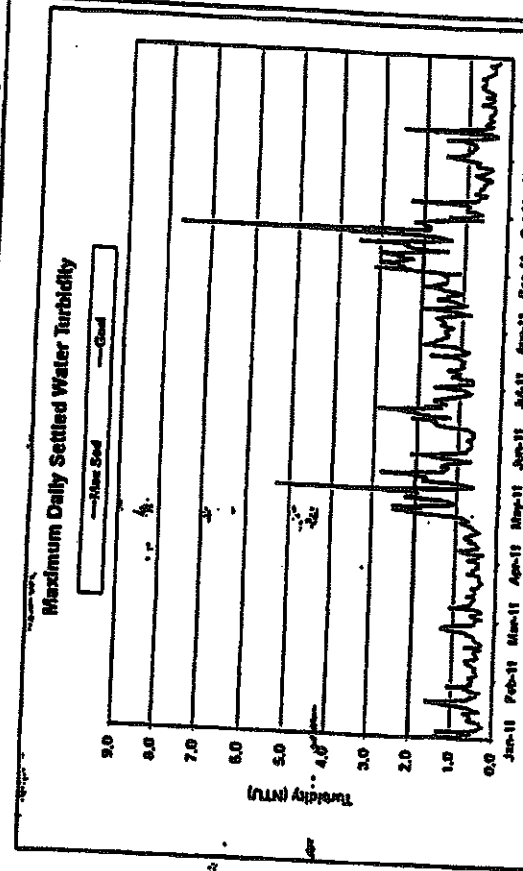 Maximum Daily Settled Water Turbidity
Max Sed
Goal
Turbidity (NTU)
9.0
8.0
7.0
6.0
5.0
4.0
3.0
2.0
1.0
0.0
Jan-11 Feb-11 Mar-11 Apr-11 May-11 Jun-11 Jul-11